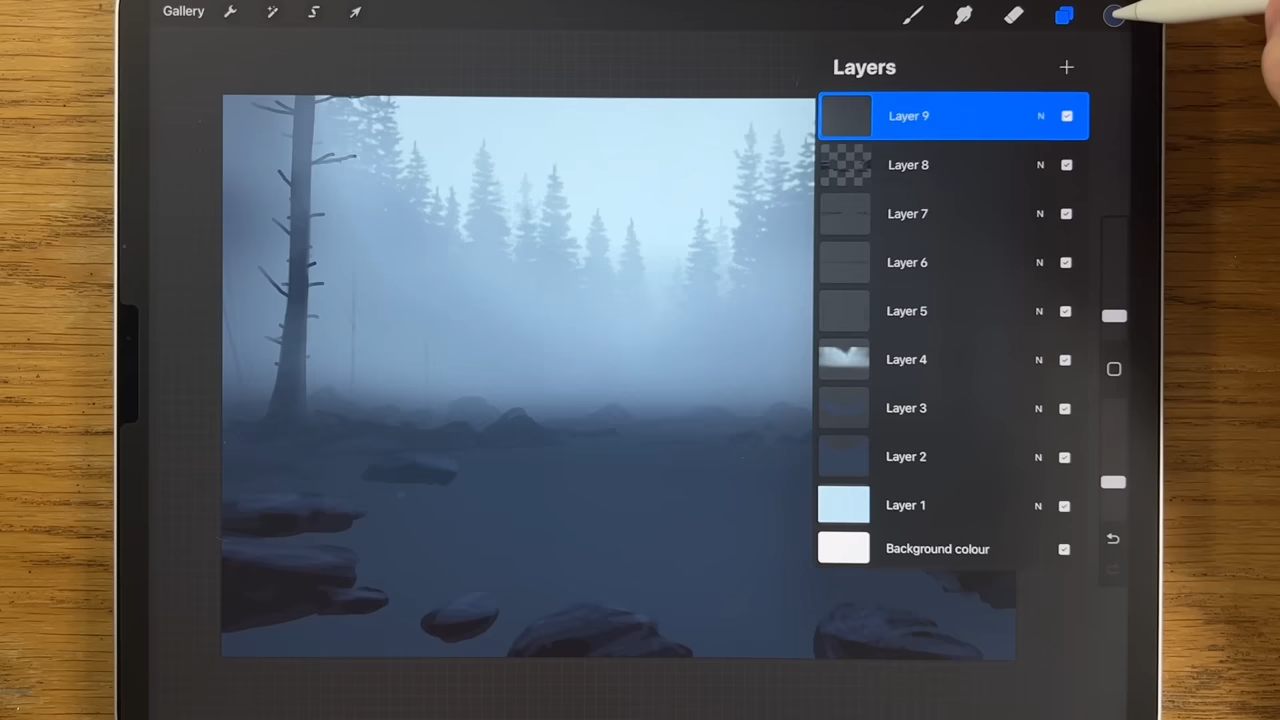 Gallery
Layers
Layer 9 N
Layer 8 N
Layer 7 N
Layer 6 N
Layer 5 N
Layer 4 N
Layer 3 N
Layer 2 N
Layer 1 N
Background colour